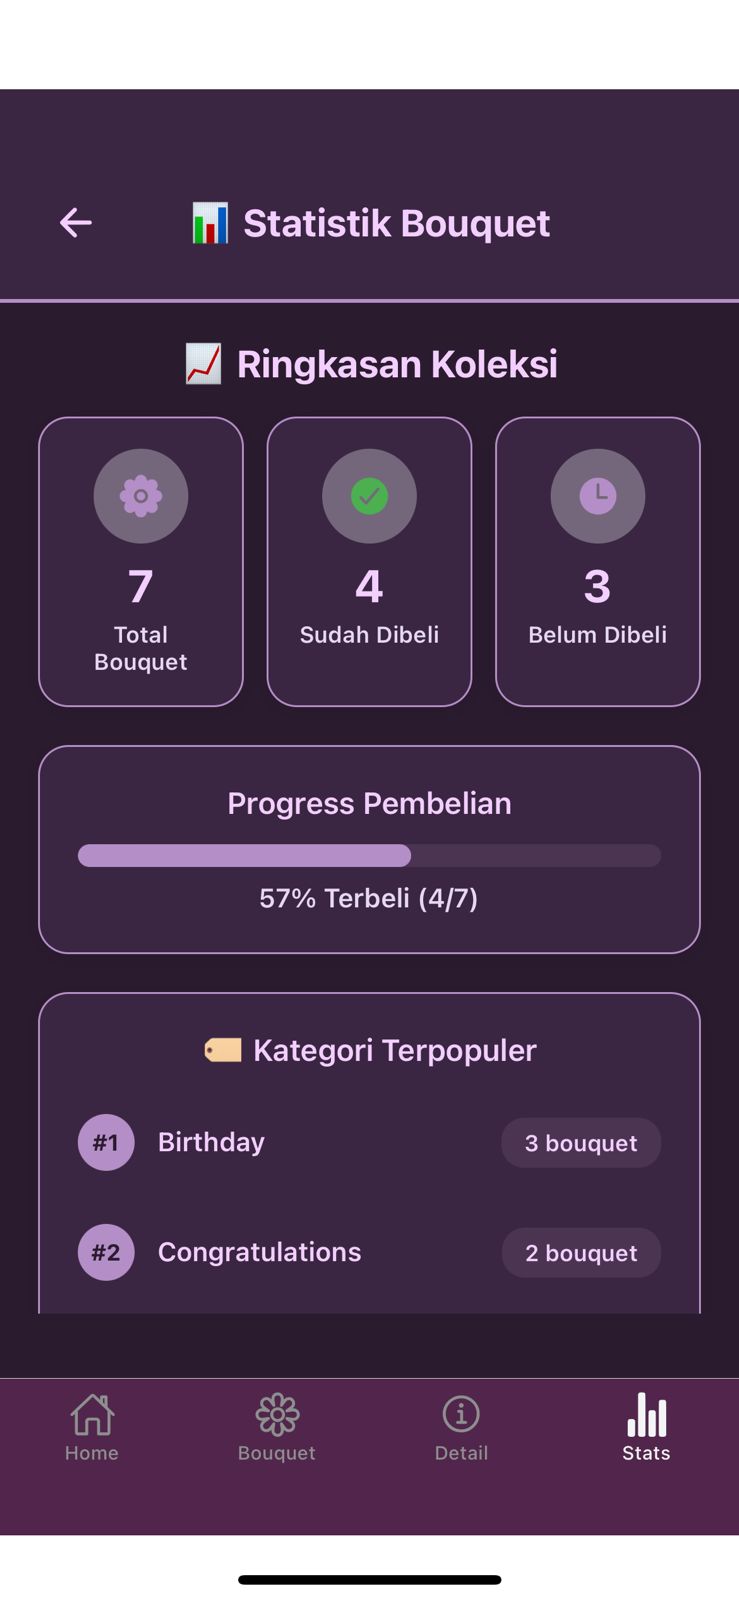 Statistik Bouquet
Ringkasan Koleksi
7
Total
Bouquet
4
Sudah Dibeli
3
Belum Dibeli
Progress Pembelian
57% Terbeli (4/7)
Kategori Terpopuler
#1 Birthday 3 bouquet
#2 Congratulations 2 bouquet
Home Bouquet Detail Stats